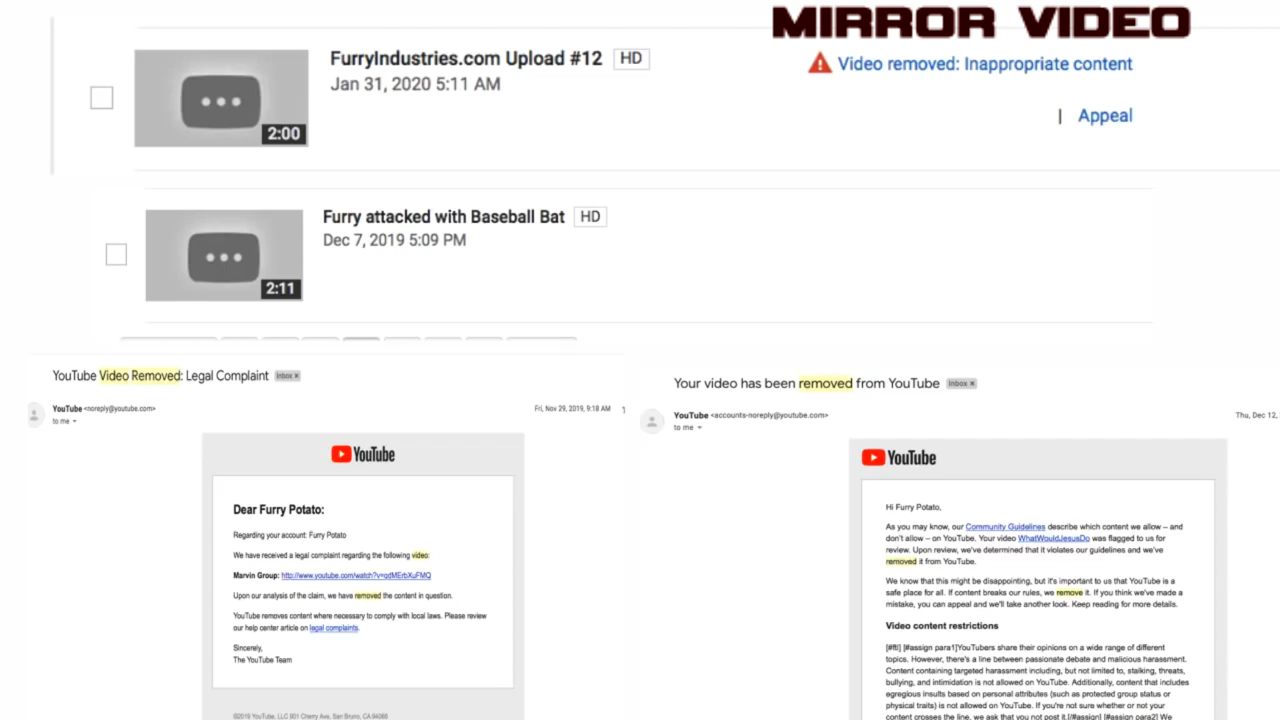 MIRROR VIDEO
FurryIndustries.com Upload #12 HD
Video removed: Inappropriate content
Jan 31, 2020 5:11 AM
| Appeal
2:00
Furry attacked with Baseball Bat HD
Dec 7, 2019 5:09 PM
2:11
YouTube Video Removed: Legal Complaint Inbox x
YouTube <noreply@youtube.com>
Fri, Nov 29, 2019, 9:18 AM
to me
YouTube
Dear Furry Potato:
Regarding your account: Furry Potato
We have received a legal complaint regarding the following video:
Marvin Group: http://www.youtube.com/watch?v=qdMErbXuFMQ
Upon our analysis of the claim, we have removed the content in question.
YouTube removes content where necessary to comply with local laws. Please review
our help center article on legal complaints.
Sincerely,
The YouTube Team
©2019 YouTube, LLC 901 Cherry Ave, San Bruno, CA 94066
Your video has been removed from YouTube Inbox x
YouTube <accounts-noreply@youtube.com>
Thu, Dec 12,
to me
YouTube
Hi Furry Potato,
As you may know, our Community Guidelines describe which content we allow – and
don't allow – on YouTube. Your video WhatWouldJesusDo was flagged to us for
review. Upon review, we've determined that it violates our guidelines and we've
removed it from YouTube.
We know that this might be disappointing, but it's important to us that YouTube is a
safe place for all. If content breaks our rules, we remove it. If you think we've made a
mistake, you can appeal and we'll take another look. Keep reading for more details.
Video content restrictions
[#ftl] [#assign para1]YouTubers share their opinions on a wide range of different
topics. However, there's a line between passionate debate and malicious harassment.
Content containing targeted harassment including, but not limited to, stalking, threats,
bullying, and intimidation is not allowed on YouTube. Additionally, content that includes
egregious insults based on personal attributes (such as protected group status or
physical traits) is not allowed on YouTube. If you're not sure whether or not your
content crosses the line, we ask that you not post it.[/#assign] [#assign para2] We